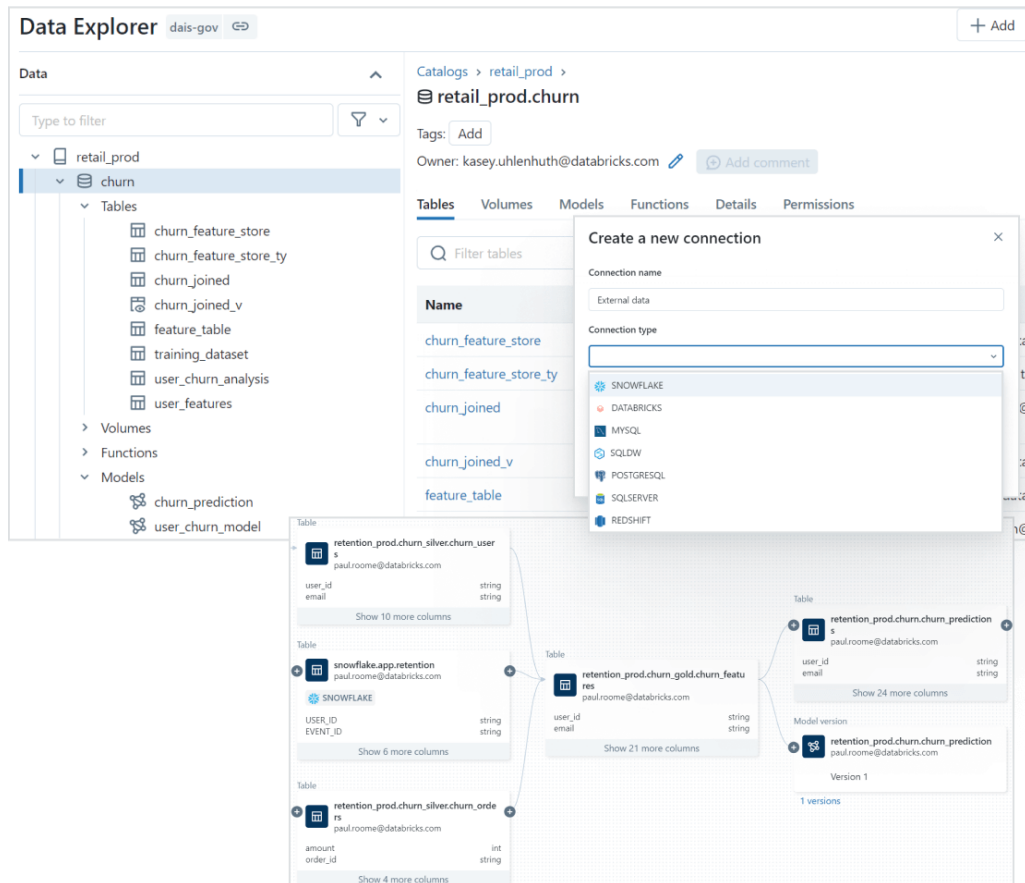 Data Explorer dais-gov
+ Add
Data
Type to filter
retail_prod
churn
Tables
churn_feature_store
churn_feature_store_ty
churn_joined
churn_joined_v
feature_table
training_dataset
user_churn_analysis
user_features
Volumes
Functions
Models
churn_prediction
user_churn_model
Catalogs > retail_prod >
retail_prod.churn
Tags: Add
Owner: kasey.uhlenhuth@databricks.com Add comment
Tables Volumes Models Functions Details Permissions
Filter tables
Name
churn_feature_store
churn_feature_store_ty
churn_joined
churn_joined_v
feature_table
Create a new connection
Connection name
External data
Connection type
SNOWFLAKE
DATABRICKS
MYSQL
SQLDW
POSTGRESQL
SQLSERVER
REDSHIFT
Table
retention_prod.churn_silver.churn_user
s
paul.roome@databricks.com
user_id string
email string
Show 10 more columns
Table
snowflake.app.retention
paul.roome@databricks.com
SNOWFLAKE
USER_ID string
EVENT_ID string
Show 6 more columns
Table
retention_prod.churn_silver.churn_orde
rs
paul.roome@databricks.com
amount int
order_id string
Show 4 more columns
Table
retention_prod.churn_gold.churn_featu
res
paul.roome@databricks.com
user_id string
email string
Show 21 more columns
Table
retention_prod.churn.churn_prediction
s
paul.roome@databricks.com
user_id string
email string
Show 24 more columns
Model version
retention_prod.churn.churn_prediction
paul.roome@databricks.com
Version 1
1 versions